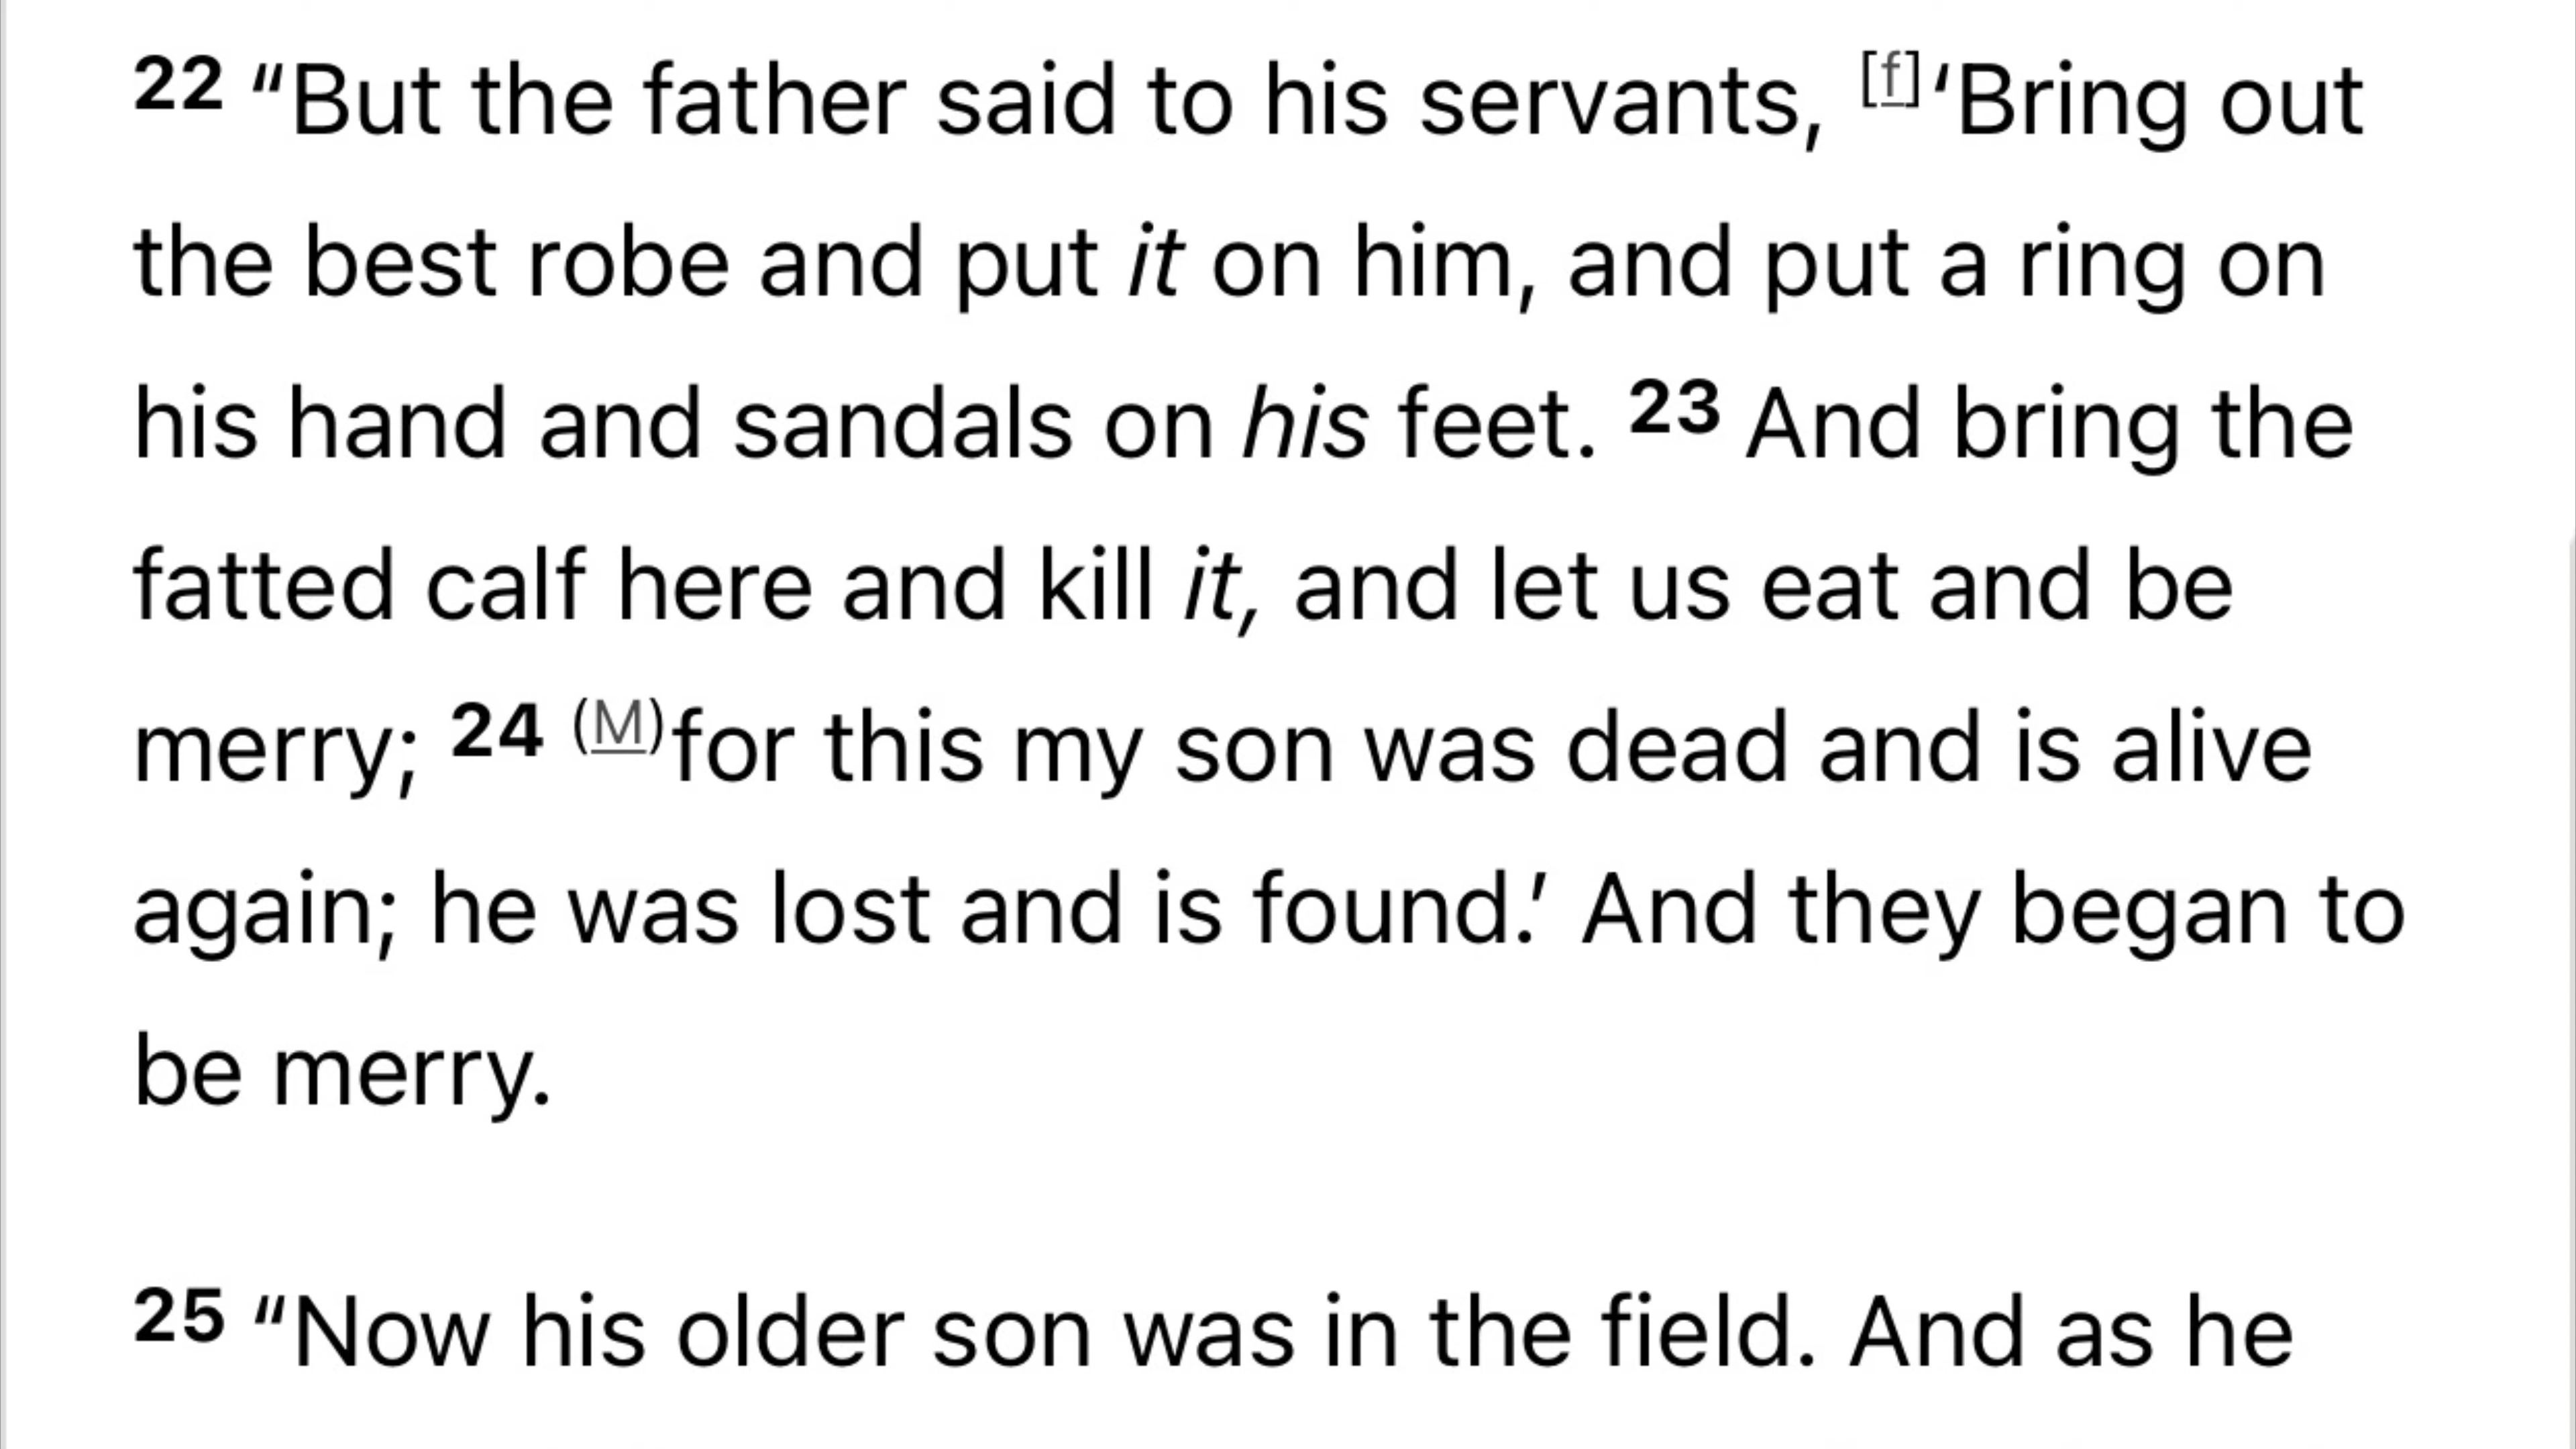 22 “But the father said to his servants, [f]‘Bring out
the best robe and put it on him, and put a ring on
his hand and sandals on his feet. 23 And bring the
fatted calf here and kill it, and let us eat and be
merry; 24 (M)for this my son was dead and is alive
again; he was lost and is found.’ And they began to
be merry.
25 “Now his older son was in the field. And as he